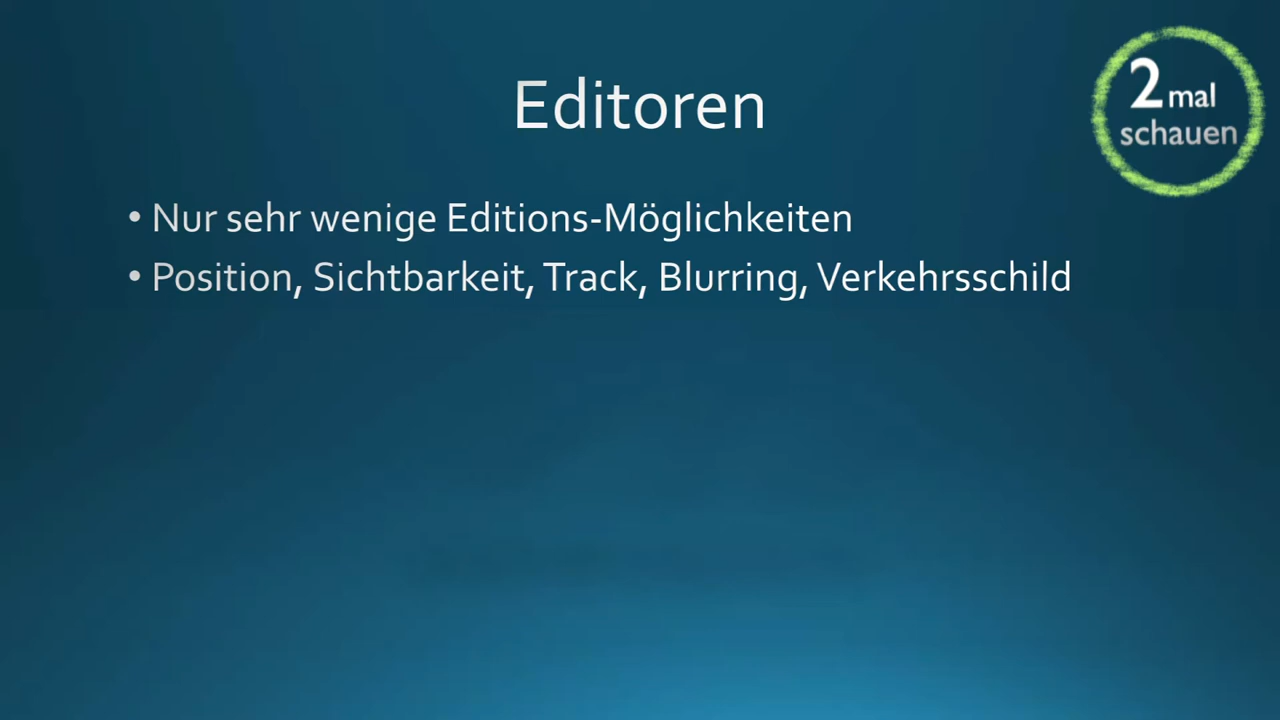 Editoren
2 mal
schauen
• Nur sehr wenige Editions-Möglichkeiten
• Position, Sichtbarkeit, Track, Blurring, Verkehrsschild